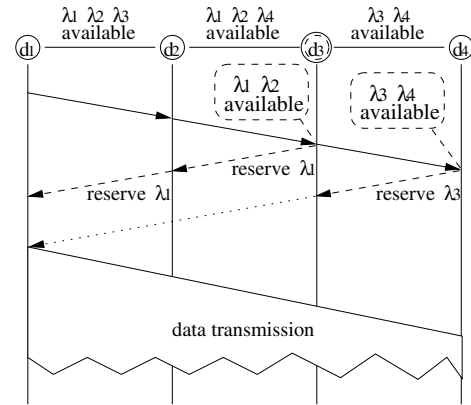 λ1 λ2 λ3 λ1 λ2 λ4 λ3 λ4
available available available
d1 d2 d3 d4
λ1 λ2
available
λ3 λ4
available
reserve λ1
reserve λ1 reserve λ3
data transmission